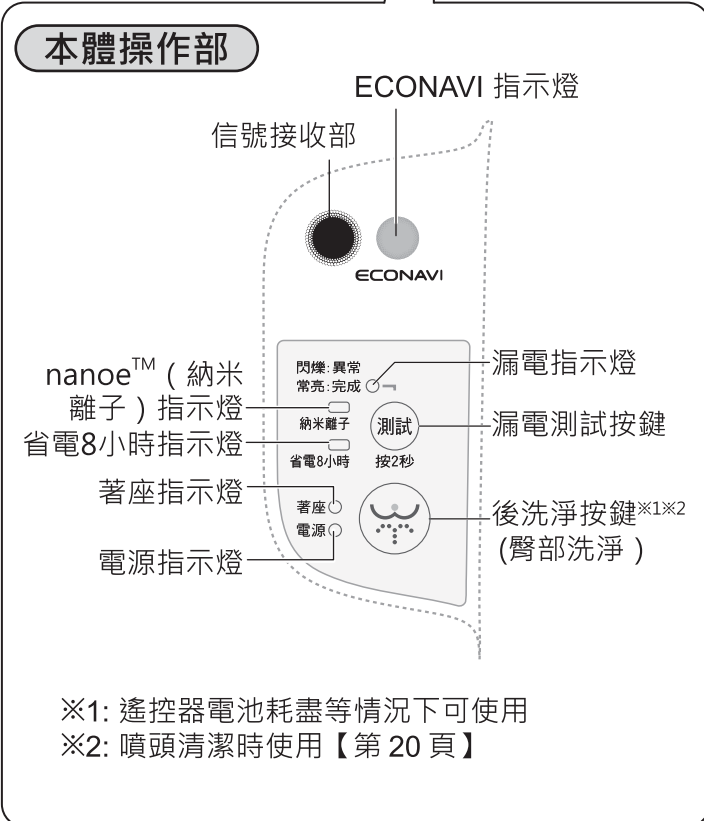 本體操作部
ECONAVI 指示燈
信號接收部
ECONAVI
nanoe™（納米
離子）指示燈
省電8小時指示燈
著座指示燈
電源指示燈
閃爍:異常
常亮:完成
納米離子
省電8小時
測試
按2秒
著座
電源
漏電指示燈
漏電測試按鍵
後洗淨按鍵※1※2
(臀部洗淨）
※1: 遙控器電池耗盡等情況下可使用
※2: 噴頭清潔時使用【第 20 頁】